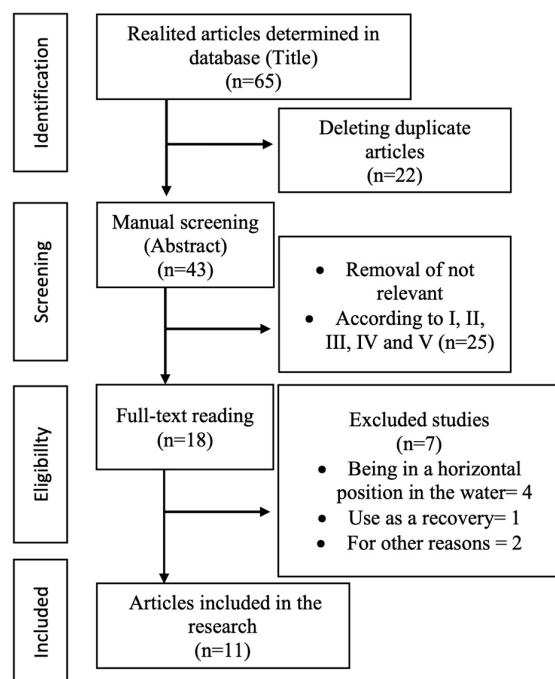 Identification
Realited articles determined in
database (Title)
(n=65)
Deleting duplicate
articles
(n=22)
Screening
Manual screening
(Abstract)
(n=43)
• Removal of not
relevant
• According to I, II,
III, IV and V (n=25)
Eligibility
Full-text reading
(n=18)
Excluded studies
(n=7)
• Being in a horizontal
position in the water= 4
• Use as a recovery= 1
• For other reasons = 2
Included
Articles included in the
research
(n=11)